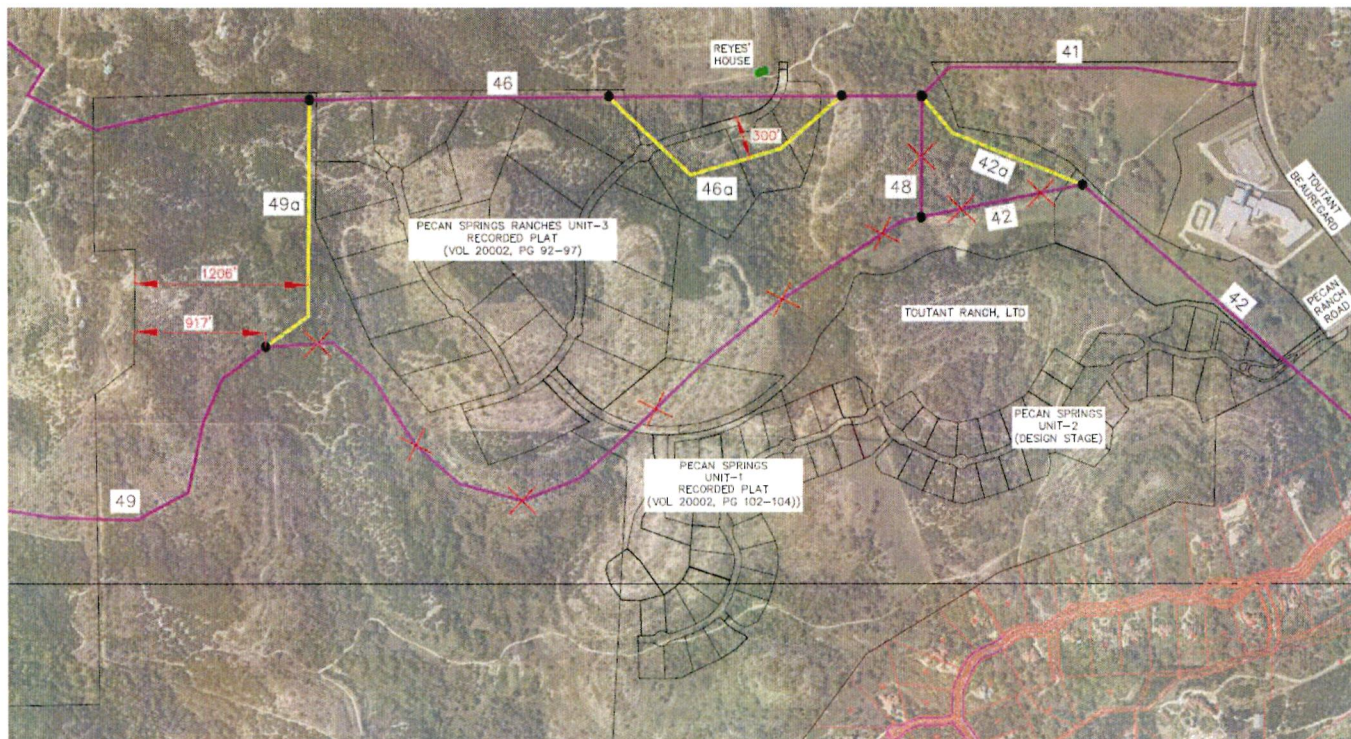 REYES'
HOUSE
41
46
300'
42a
49a
46a
48
42
TOUTANT
BEAUREGARD
PECAN SPRINGS RANCHES UNIT-3
RECORDED PLAT
(VOL 20002, PG 92-97)
1206'
917'
TOUTANT RANCH, LTD
42
PECAN
RANCH
ROAD
PECAN SPRINGS
UNIT-2
(DESIGN STAGE)
PECAN SPRINGS
UNIT-1
RECORDED PLAT
(VOL 20002, PG 102-104))
49